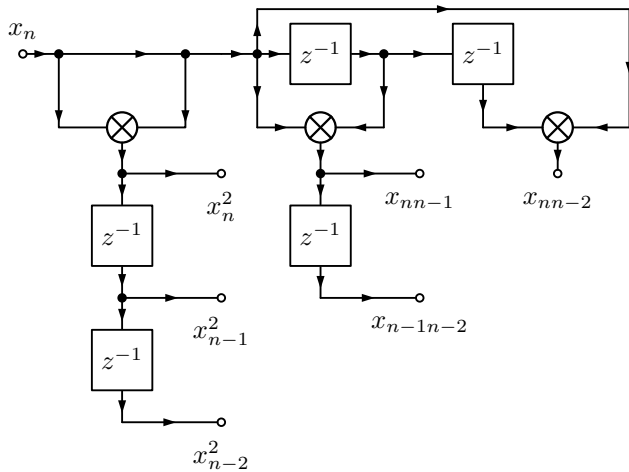 x_n
z^{-1} z^{-1}
x_n^2 x_{nn-1} x_{nn-2}
z^{-1} z^{-1}
x_{n-1}^2 x_{n-1n-2}
z^{-1}
x_{n-2}^2